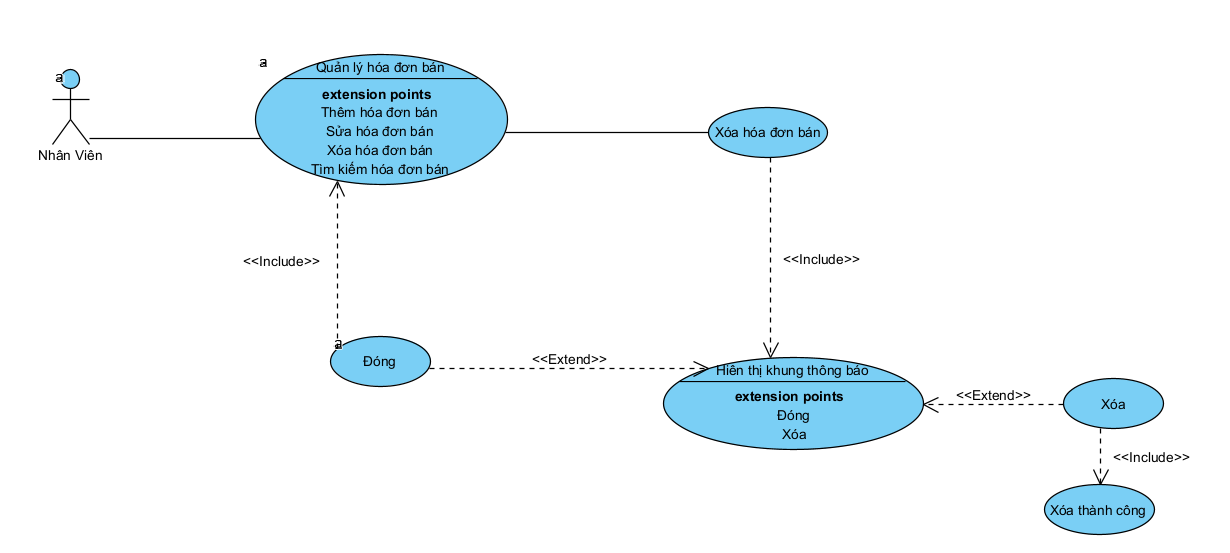 a
Nhân Viên
a
Quản lý hóa đơn bán
extension points
Thêm hóa đơn bán
Sửa hóa đơn bán
Xóa hóa đơn bán
Tìm kiếm hóa đơn bán
Xóa hóa đơn bán
<<Include>>
<<Include>>
a
Đóng
<<Extend>>
Hiên thị khung thông báo
extension points
Đóng
Xóa
<<Extend>>
Xóa
<<Include>>
Xóa thành công